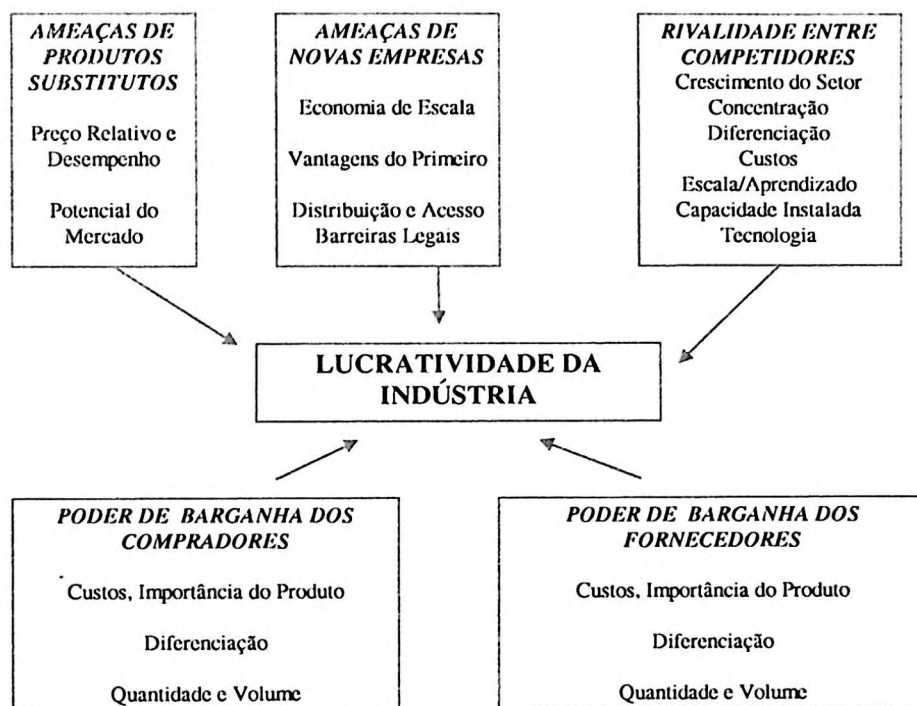 AMEAÇAS DE
PRODUTOS
SUBSTITUTOS
Preço Relativo e
Desempenho
Potencial do
Mercado
AMEAÇAS DE
NOVAS EMPRESAS
Economia de Escala
Vantagens do Primeiro
Distribuição e Acesso
Barreiras Legais
RIVALIDADE ENTRE
COMPETIDORES
Crescimento do Setor
Concentração
Diferenciação
Custos
Escala/Aprendizado
Capacidade Instalada
Tecnologia
LUCRATIVIDADE DA
INDÚSTRIA
PODER DE BARGANHA DOS
COMPRADORES
Custos, Importância do Produto
Diferenciação
Quantidade e Volume
PODER DE BARGANHA DOS
FORNECEDORES
Custos, Importância do Produto
Diferenciação
Quantidade e Volume